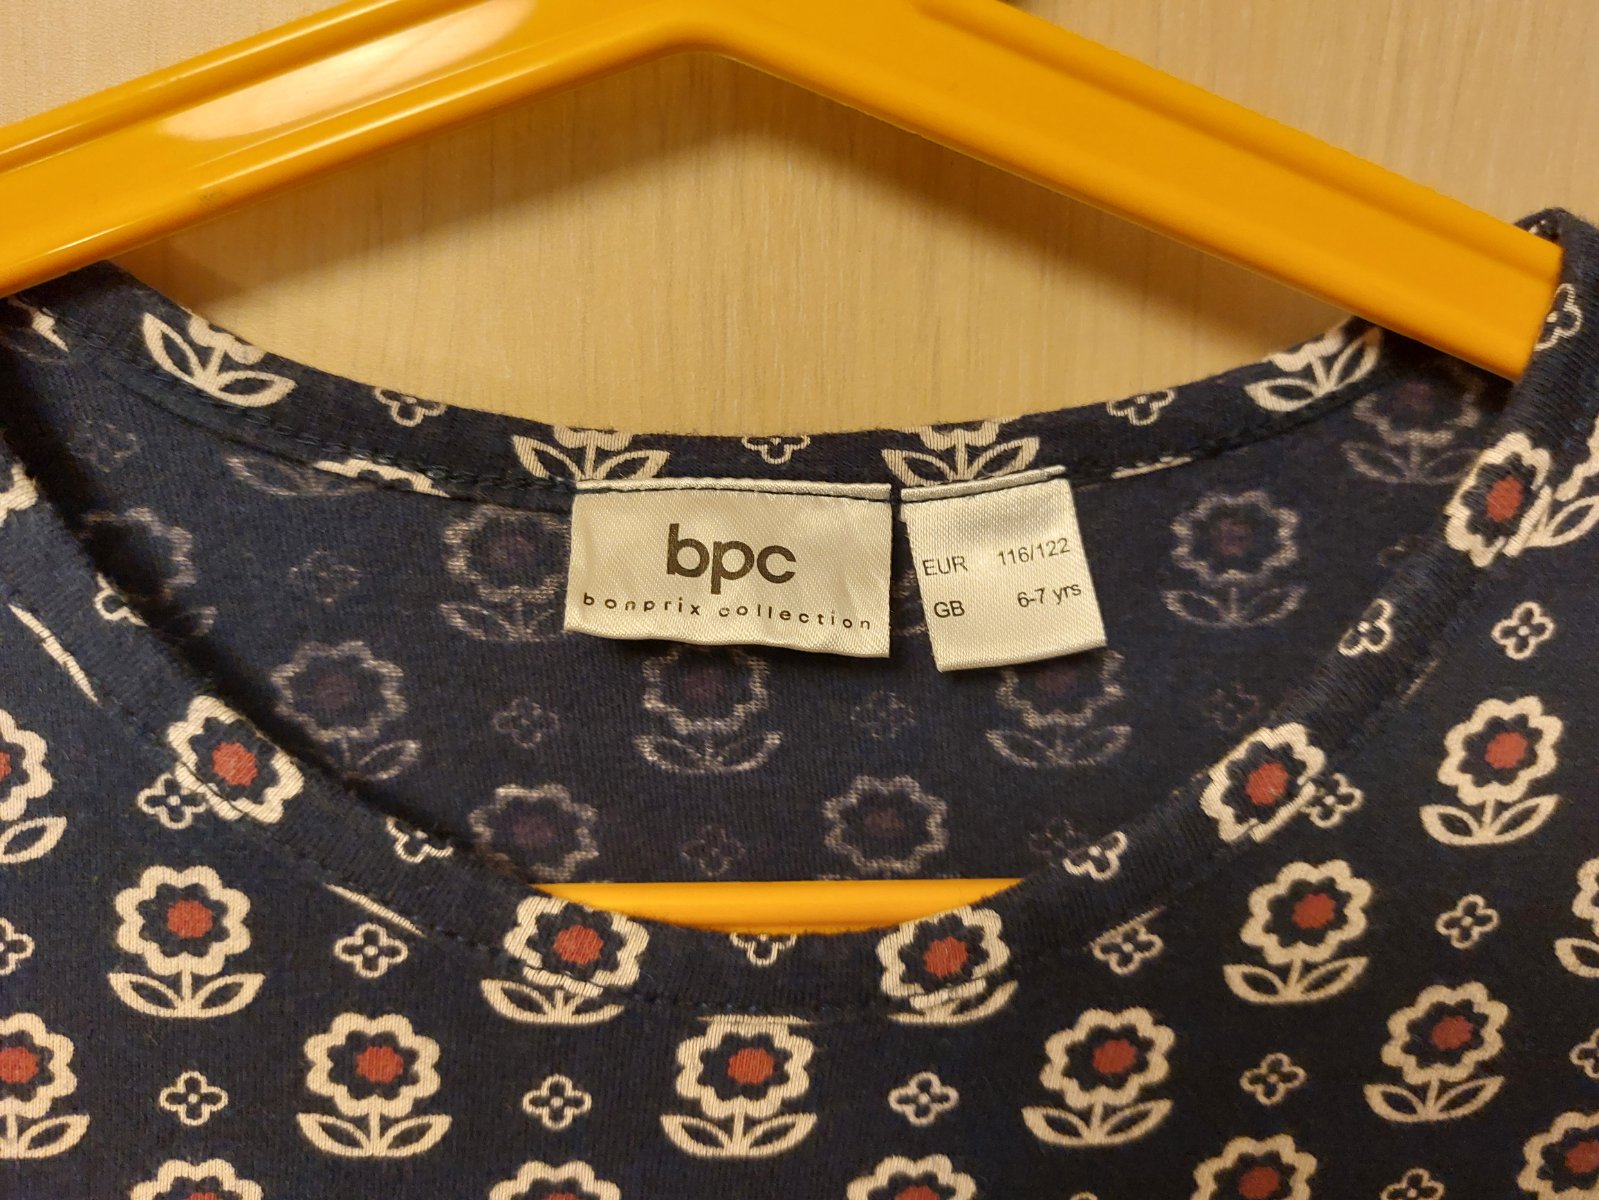 bpc
bonprix collection
EUR 116/122
GB 6-7 yrs